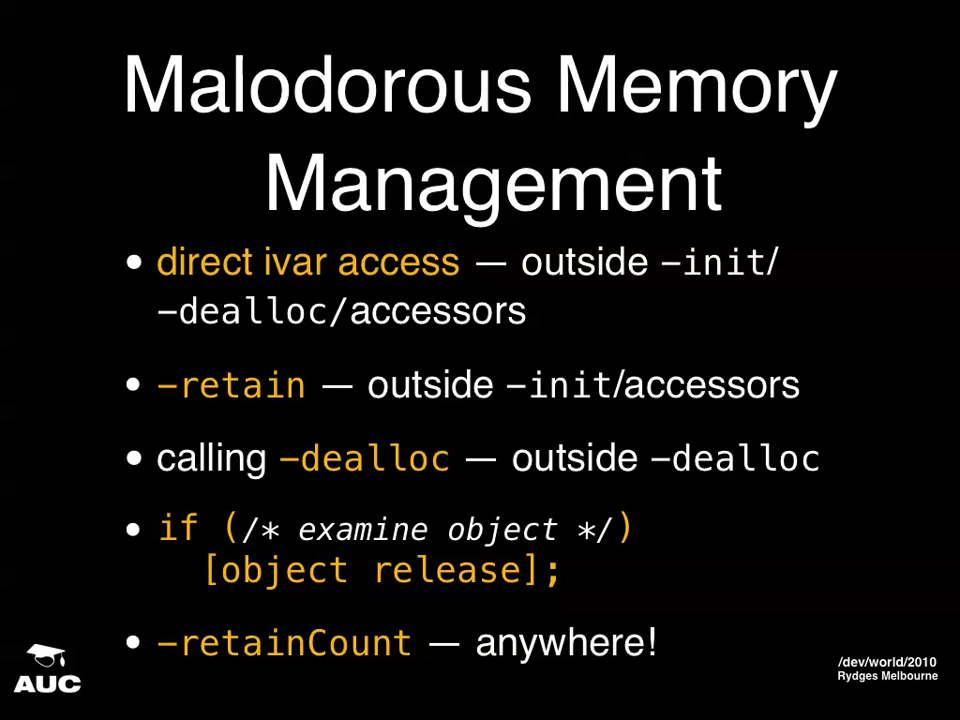 Malodorous Memory
Management
• direct ivar access — outside –init/
–dealloc/accessors
• –retain — outside –init/accessors
• calling –dealloc — outside –dealloc
• if (/* examine object */)
[object release];
• –retainCount — anywhere!
AUC
/dev/world/2010
Rydges Melbourne